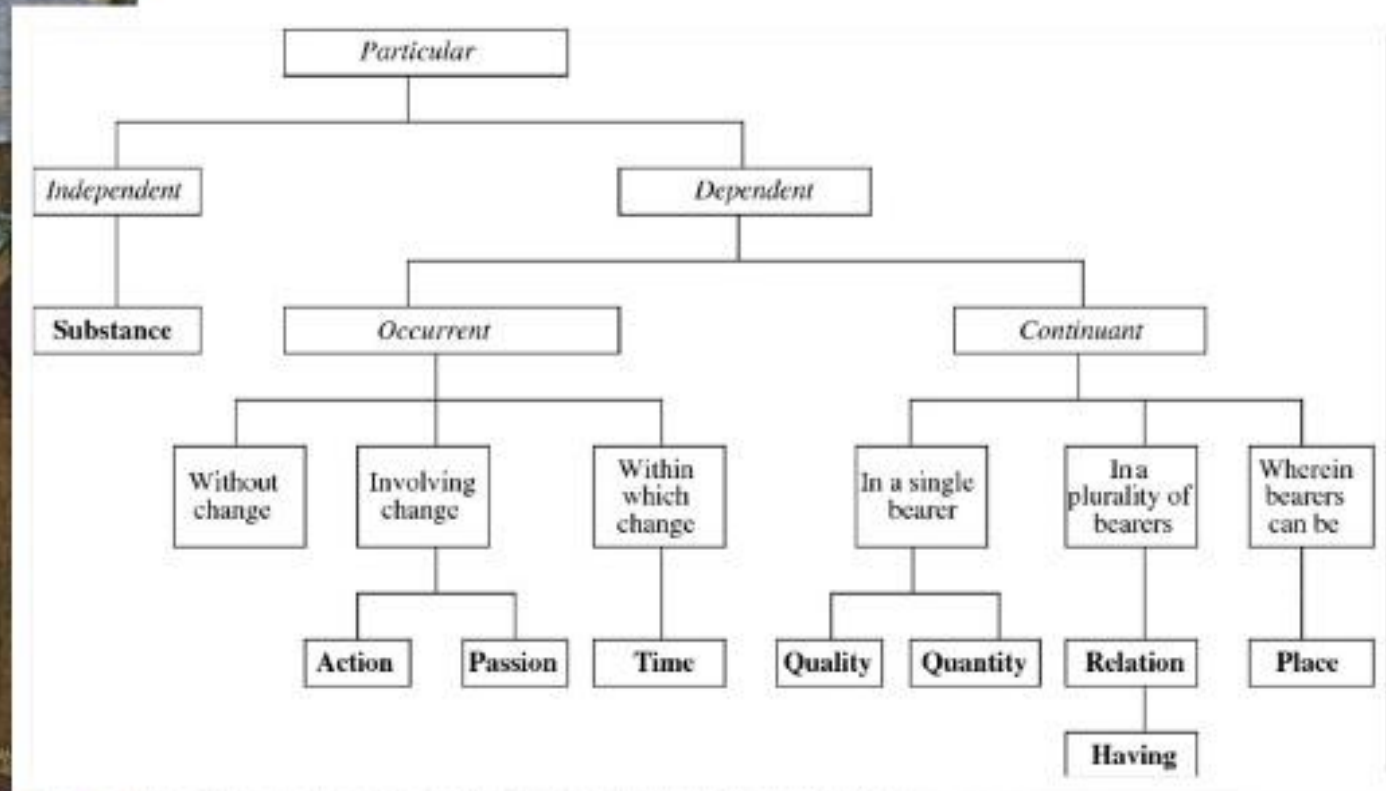 Particular
Independent
Dependent
Substance
Occurrent
Continuant
Without
change
Involving
change
Within
which
change
In a single
bearer
In a
plurality of
bearers
Wherein
bearers
can be
Action
Passion
Time
Quality
Quantity
Relation
Place
Having